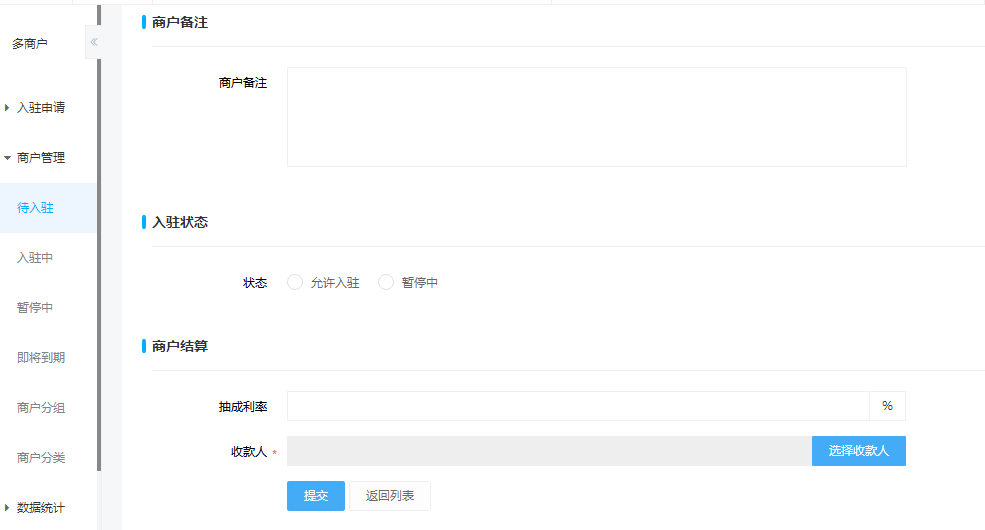 多商户
入驻申请
商户管理
待入驻
入驻中
暂停中
即将到期
商户分组
商户分类
数据统计
商户备注
商户备注
入驻状态
状态 允许入驻 暂停中
商户结算
抽成利率 %
收款人 * 选择收款人
提交 返回列表